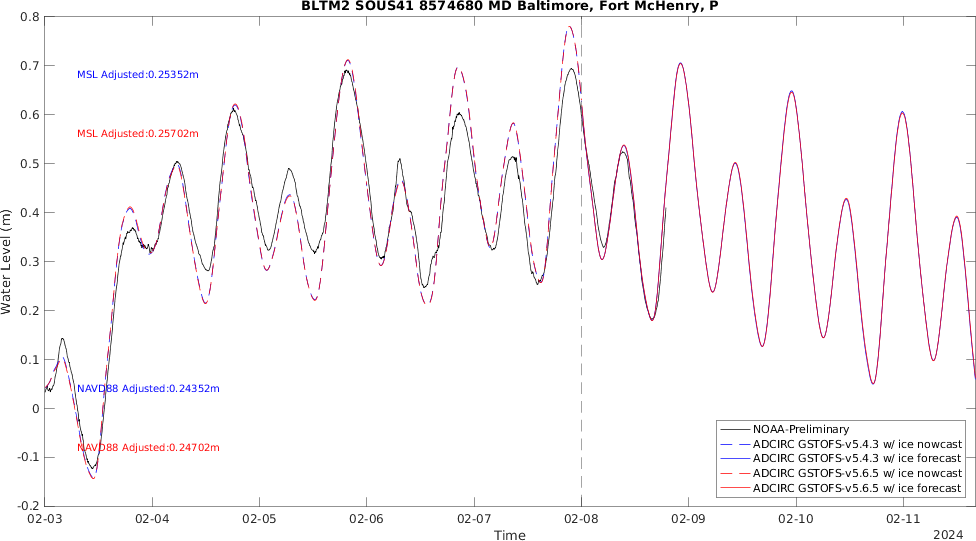 BLTM2 SOUS41 8574680 MD Baltimore, Fort McHenry, P
0.8
0.7
0.6
0.5
0.4
0.3
0.2
0.1
0
-0.1
-0.2
Water Level (m)
MSL Adjusted:0.25352m
MSL Adjusted:0.25702m
NAVD88 Adjusted:0.24352m
NAVD88 Adjusted:0.24702m
NOAA-Preliminary
ADCIRC GSTOFS-v5.4.3 w/ ice nowcast
ADCIRC GSTOFS-v5.4.3 w/ ice forecast
ADCIRC GSTOFS-v5.6.5 w/ ice nowcast
ADCIRC GSTOFS-v5.6.5 w/ ice forecast
02-03 02-04 02-05 02-06 02-07 02-08 02-09 02-10 02-11
Time
2024